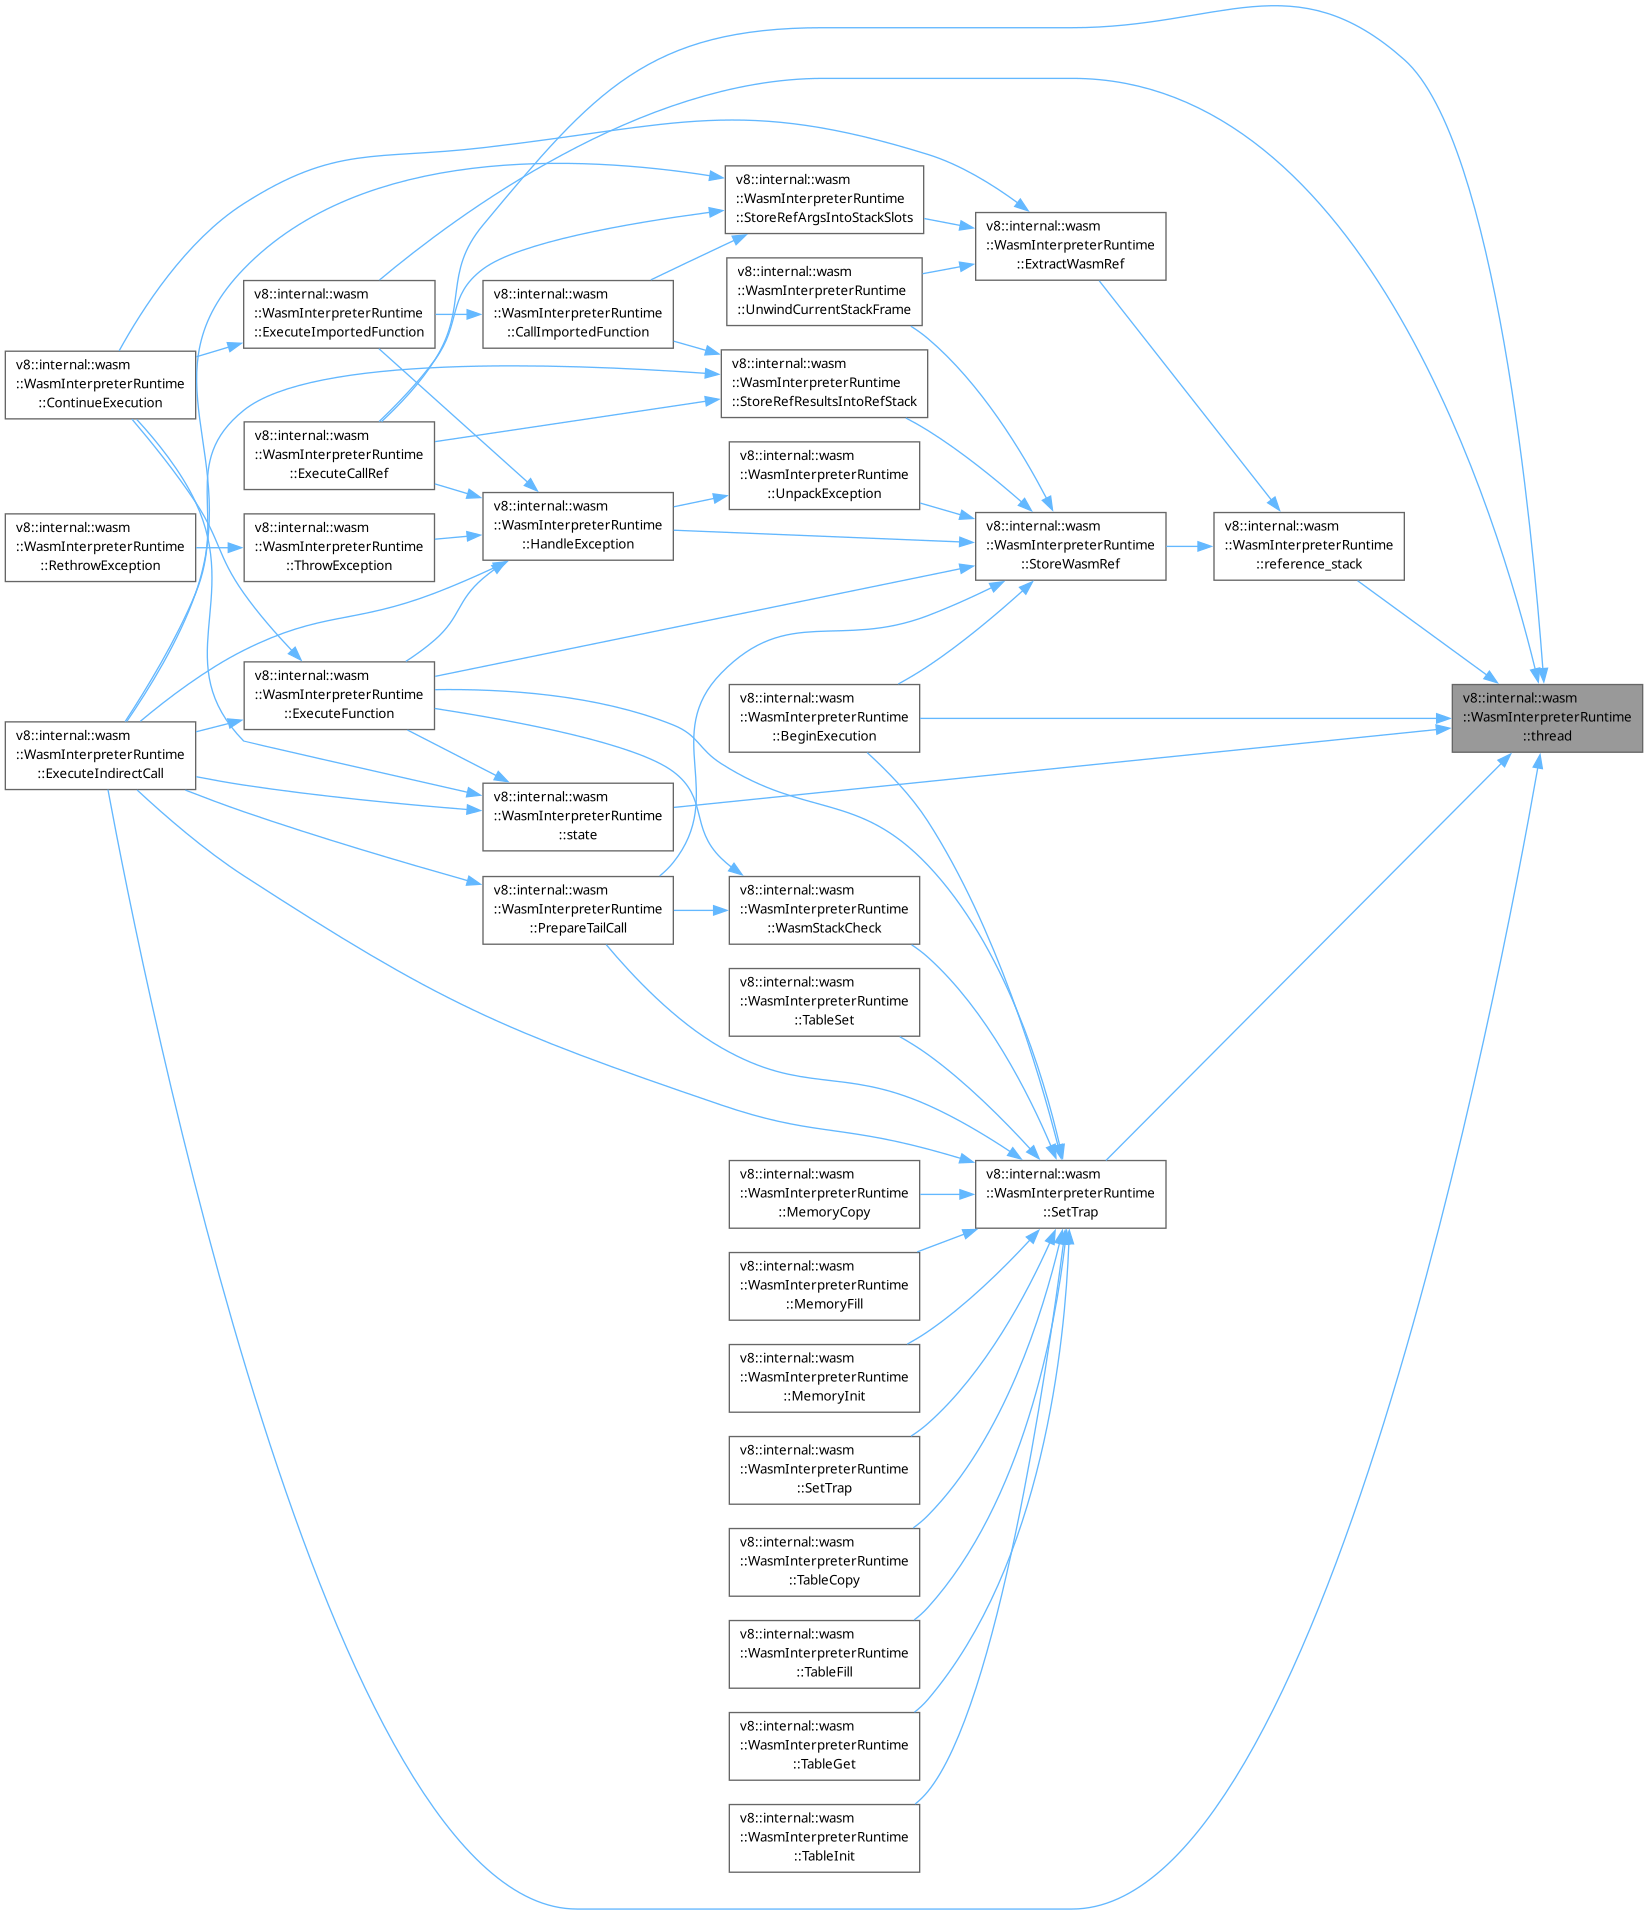 v8::internal::wasm
::WasmInterpreterRuntime
::StoreRefArgsIntoStackSlots
v8::internal::wasm
::WasmInterpreterRuntime
::ExtractWasmRef
v8::internal::wasm
::WasmInterpreterRuntime
::UnwindCurrentStackFrame
v8::internal::wasm
::WasmInterpreterRuntime
::ExecuteImportedFunction
v8::internal::wasm
::WasmInterpreterRuntime
::CallImportedFunction
v8::internal::wasm
::WasmInterpreterRuntime
::ContinueExecution
v8::internal::wasm
::WasmInterpreterRuntime
::StoreRefResultsIntoRefStack
v8::internal::wasm
::WasmInterpreterRuntime
::ExecuteCallRef
v8::internal::wasm
::WasmInterpreterRuntime
::UnpackException
v8::internal::wasm
::WasmInterpreterRuntime
::HandleException
v8::internal::wasm
::WasmInterpreterRuntime
::RethrowException
v8::internal::wasm
::WasmInterpreterRuntime
::ThrowException
v8::internal::wasm
::WasmInterpreterRuntime
::StoreWasmRef
v8::internal::wasm
::WasmInterpreterRuntime
::reference_stack
v8::internal::wasm
::WasmInterpreterRuntime
::ExecuteFunction
v8::internal::wasm
::WasmInterpreterRuntime
::BeginExecution
v8::internal::wasm
::WasmInterpreterRuntime
::thread
v8::internal::wasm
::WasmInterpreterRuntime
::ExecuteIndirectCall
v8::internal::wasm
::WasmInterpreterRuntime
::state
v8::internal::wasm
::WasmInterpreterRuntime
::PrepareTailCall
v8::internal::wasm
::WasmInterpreterRuntime
::WasmStackCheck
v8::internal::wasm
::WasmInterpreterRuntime
::TableSet
v8::internal::wasm
::WasmInterpreterRuntime
::MemoryCopy
v8::internal::wasm
::WasmInterpreterRuntime
::SetTrap
v8::internal::wasm
::WasmInterpreterRuntime
::MemoryFill
v8::internal::wasm
::WasmInterpreterRuntime
::MemoryInit
v8::internal::wasm
::WasmInterpreterRuntime
::SetTrap
v8::internal::wasm
::WasmInterpreterRuntime
::TableCopy
v8::internal::wasm
::WasmInterpreterRuntime
::TableFill
v8::internal::wasm
::WasmInterpreterRuntime
::TableGet
v8::internal::wasm
::WasmInterpreterRuntime
::TableInit